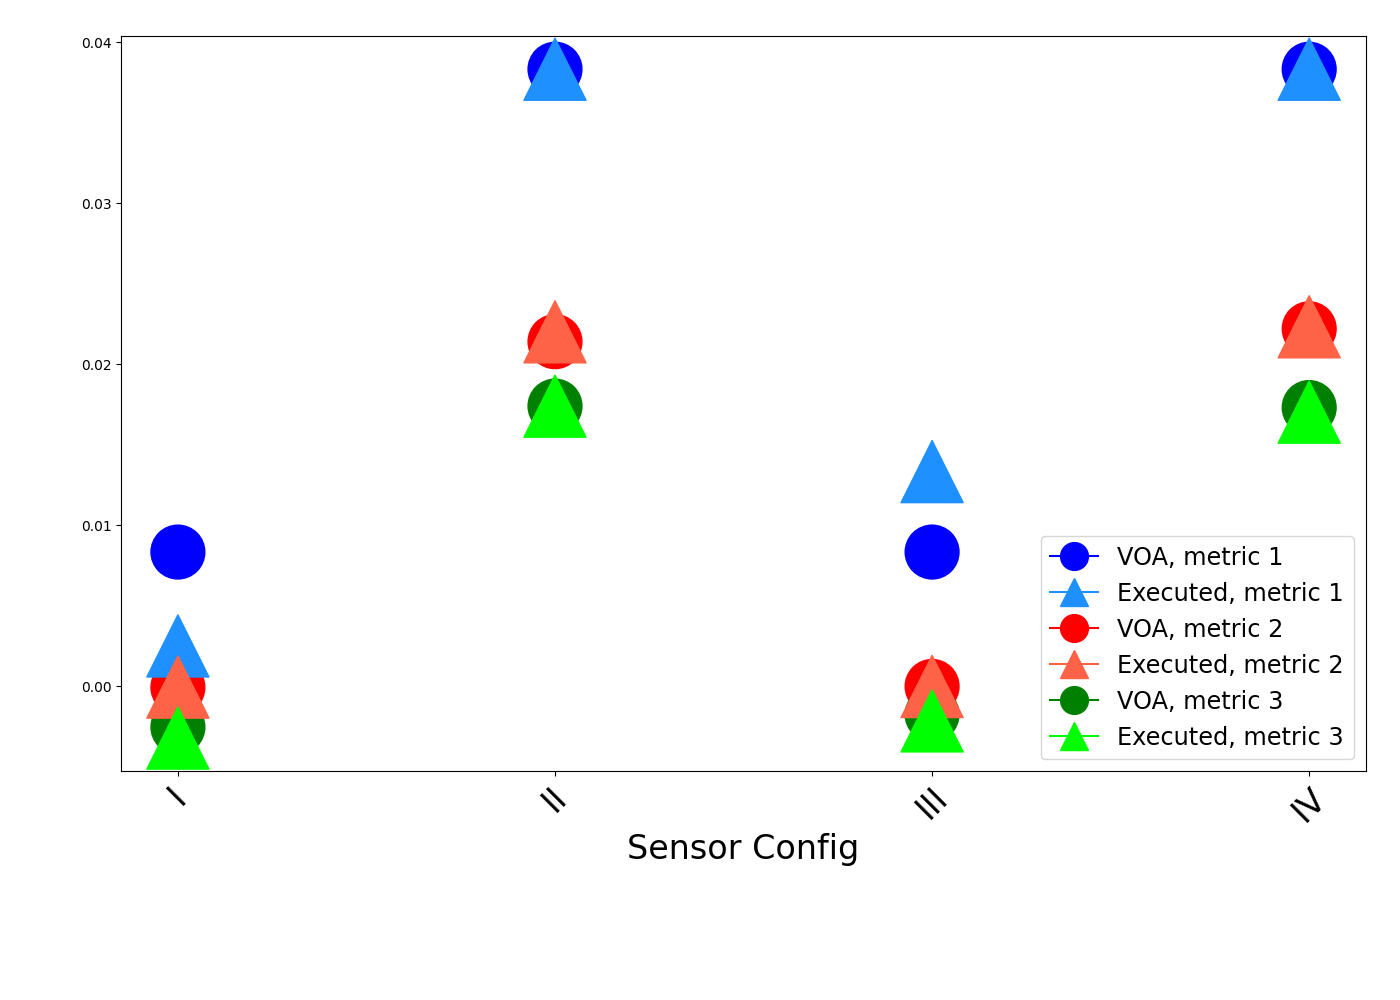 0.04
0.03
0.02
0.01
0.00
I
II
III
IV
Sensor Config
VOA, metric 1
Executed, metric 1
VOA, metric 2
Executed, metric 2
VOA, metric 3
Executed, metric 3